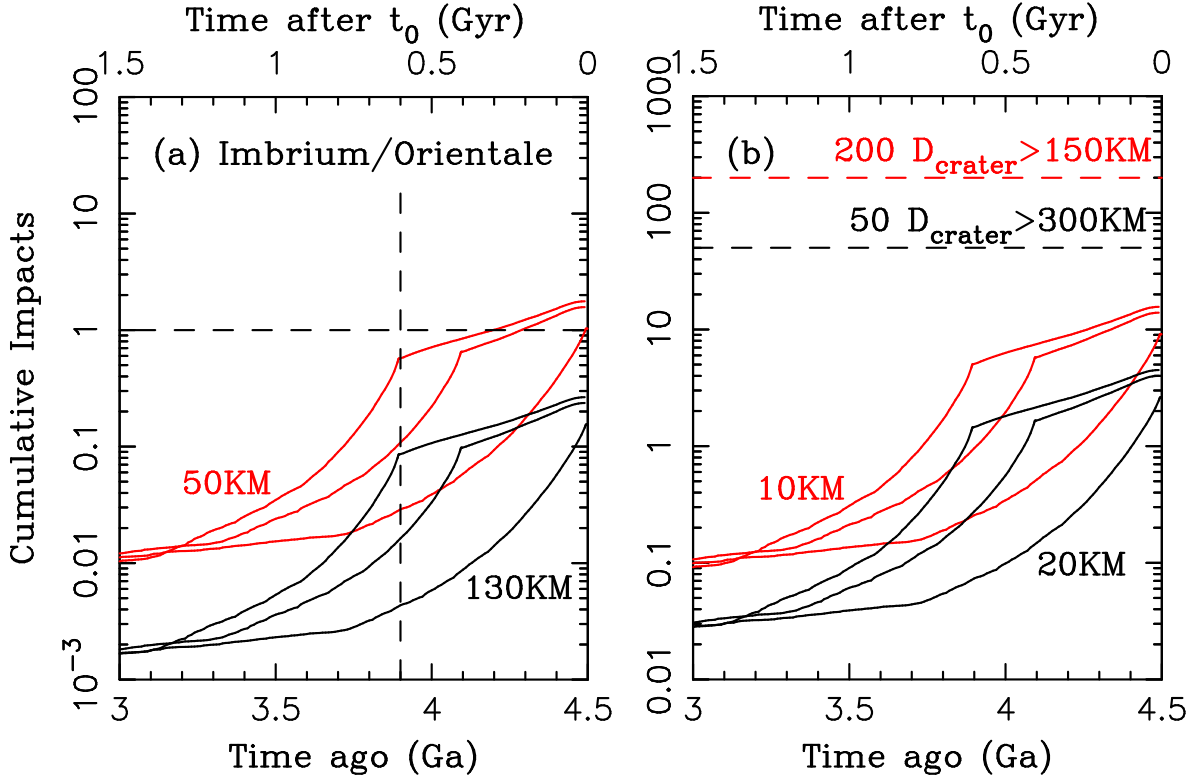 Time after t0 (Gyr)
1.5 1 0.5 0
Cumulative Impacts
100
10
1
0.1
0.01
10^-3
(a) Imbrium/Orientale
50KM
130KM
3 3.5 4 4.5
Time ago (Ga)
Time after t0 (Gyr)
1.5 1 0.5 0
1000
100
10
1
0.1
0.01
(b)
200 Dcrater>150KM
50 Dcrater>300KM
10KM
20KM
3 3.5 4 4.5
Time ago (Ga)